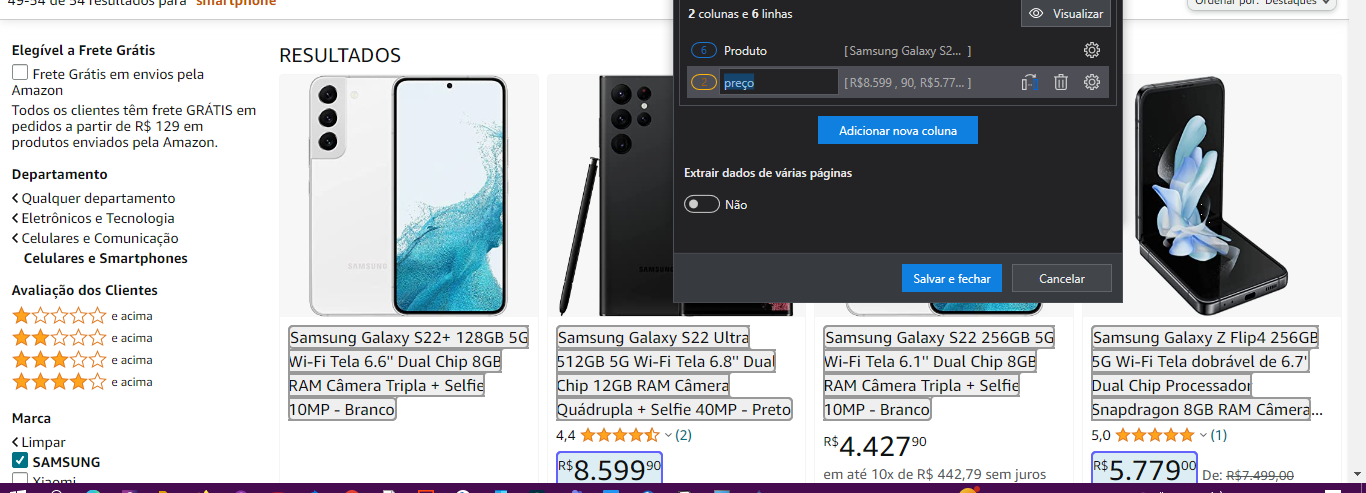 49-54 de 54 resultados para "smartphone"
Ordenar por: Destaques
Elegível a Frete Grátis
Frete Grátis em envios pela
Amazon
Todos os clientes têm frete GRÁTIS em
pedidos a partir de R$ 129 em
produtos enviados pela Amazon.
Departamento
Qualquer departamento
Eletrônicos e Tecnologia
Celulares e Comunicação
Celulares e Smartphones
Avaliação dos Clientes
e acima
e acima
e acima
e acima
Marca
Limpar
SAMSUNG
Xiaomi
RESULTADOS
2 colunas e 6 linhas
Visualizar
6 Produto [ Samsung Galaxy S2... ]
2 preço [ R$8.599 , 90, R$5.77... ]
Adicionar nova coluna
Extrair dados de várias páginas
Não
Salvar e fechar
Cancelar
SAMSUNG
SAMSUNG
Samsung Galaxy S22+ 128GB 5G
Wi-Fi Tela 6.6" Dual Chip 8GB
RAM Câmera Tripla + Selfie
10MP - Branco
Samsung Galaxy S22 Ultra
512GB 5G Wi-Fi Tela 6.8" Dual
Chip 12GB RAM Câmera
Quádrupla + Selfie 40MP - Preto
4,4 (2)
R$8.59990
Samsung Galaxy S22 256GB 5G
Wi-Fi Tela 6.1" Dual Chip 8GB
RAM Câmera Tripla + Selfie
10MP - Branco
R$4.42790
em até 10x de R$ 442,79 sem juros
Samsung Galaxy Z Flip4 256GB
5G Wi-Fi Tela dobrável de 6.7"
Dual Chip Processador
Snapdragon 8GB RAM Câmera...
5,0 (1)
R$5.77900 De: R$7.499,00